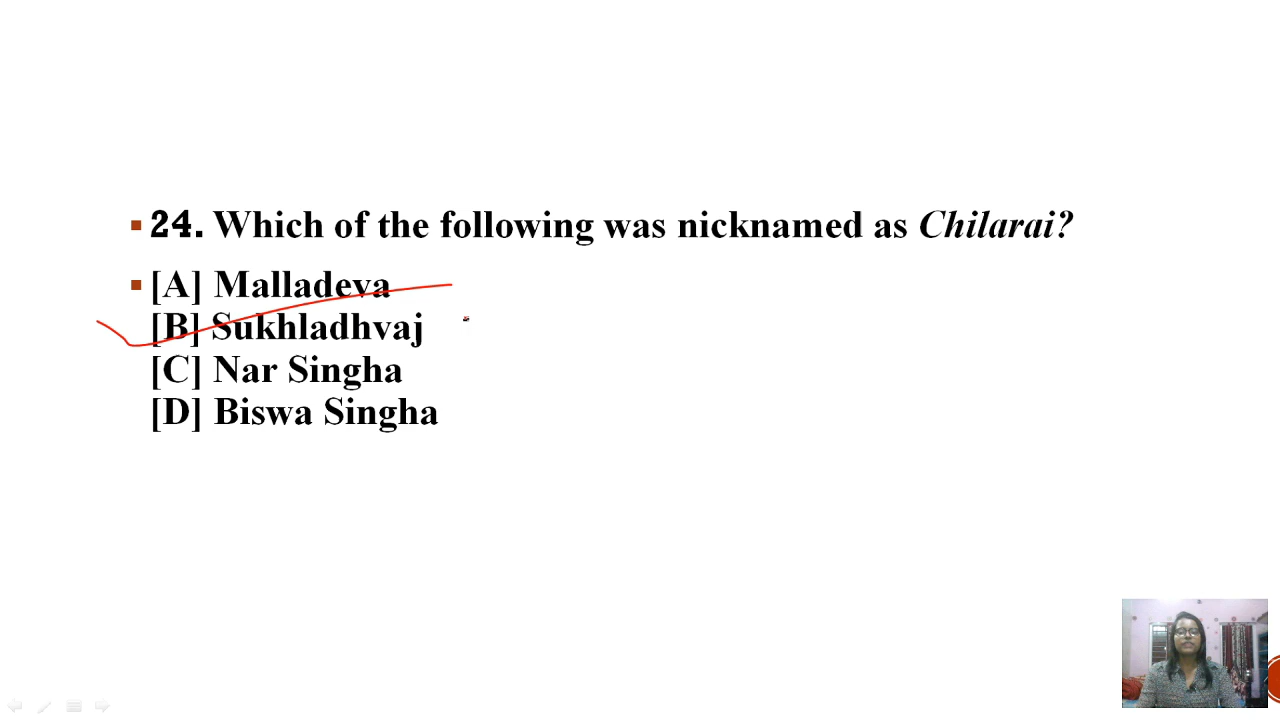 24. Which of the following was nicknamed as Chilarai?
[A] Malladeva
[B] Sukhladhvaj
[C] Nar Singha
[D] Biswa Singha